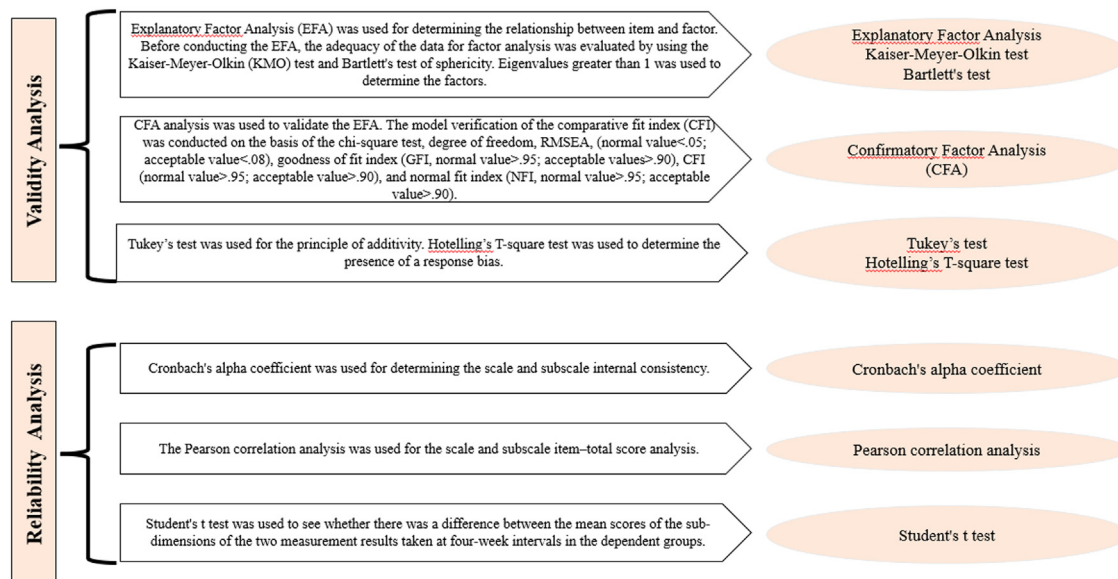 Validity Analysis
Explanatory Factor Analysis (EFA) was used for determining the relationship between item and factor.
Before conducting the EFA, the adequacy of the data for factor analysis was evaluated by using the
Kaiser-Meyer-Olkin (KMO) test and Bartlett's test of sphericity. Eigenvalues greater than 1 was used to
determine the factors.
Explanatory Factor Analysis
Kaiser-Meyer-Olkin test
Bartlett's test
CFA analysis was used to validate the EFA. The model verification of the comparative fit index (CFI)
was conducted on the basis of the chi-square test, degree of freedom, RMSEA, (normal value<.05;
acceptable value<.08), goodness of fit index (GFI, normal value>.95; acceptable values>.90), CFI
(normal value>.95; acceptable value>.90), and normal fit index (NFI, normal value>.95; acceptable
value>.90).
Confirmatory Factor Analysis
(CFA)
Tukey’s test was used for the principle of additivity. Hotelling’s T-square test was used to determine the
presence of a response bias.
Tukey’s test
Hotelling’s T-square test
Reliability Analysis
Cronbach's alpha coefficient was used for determining the scale and subscale internal consistency.
Cronbach's alpha coefficient
The Pearson correlation analysis was used for the scale and subscale item–total score analysis.
Pearson correlation analysis
Student's t test was used to see whether there was a difference between the mean scores of the sub-
dimensions of the two measurement results taken at four-week intervals in the dependent groups.
Student's t test